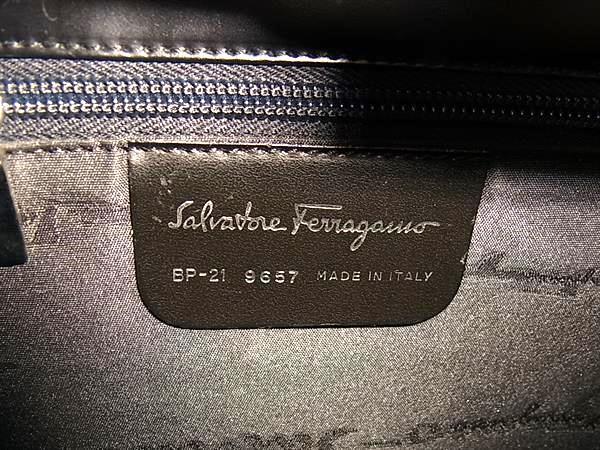 Salvatore Ferragamo
BP-21 9657 MADE IN ITALY